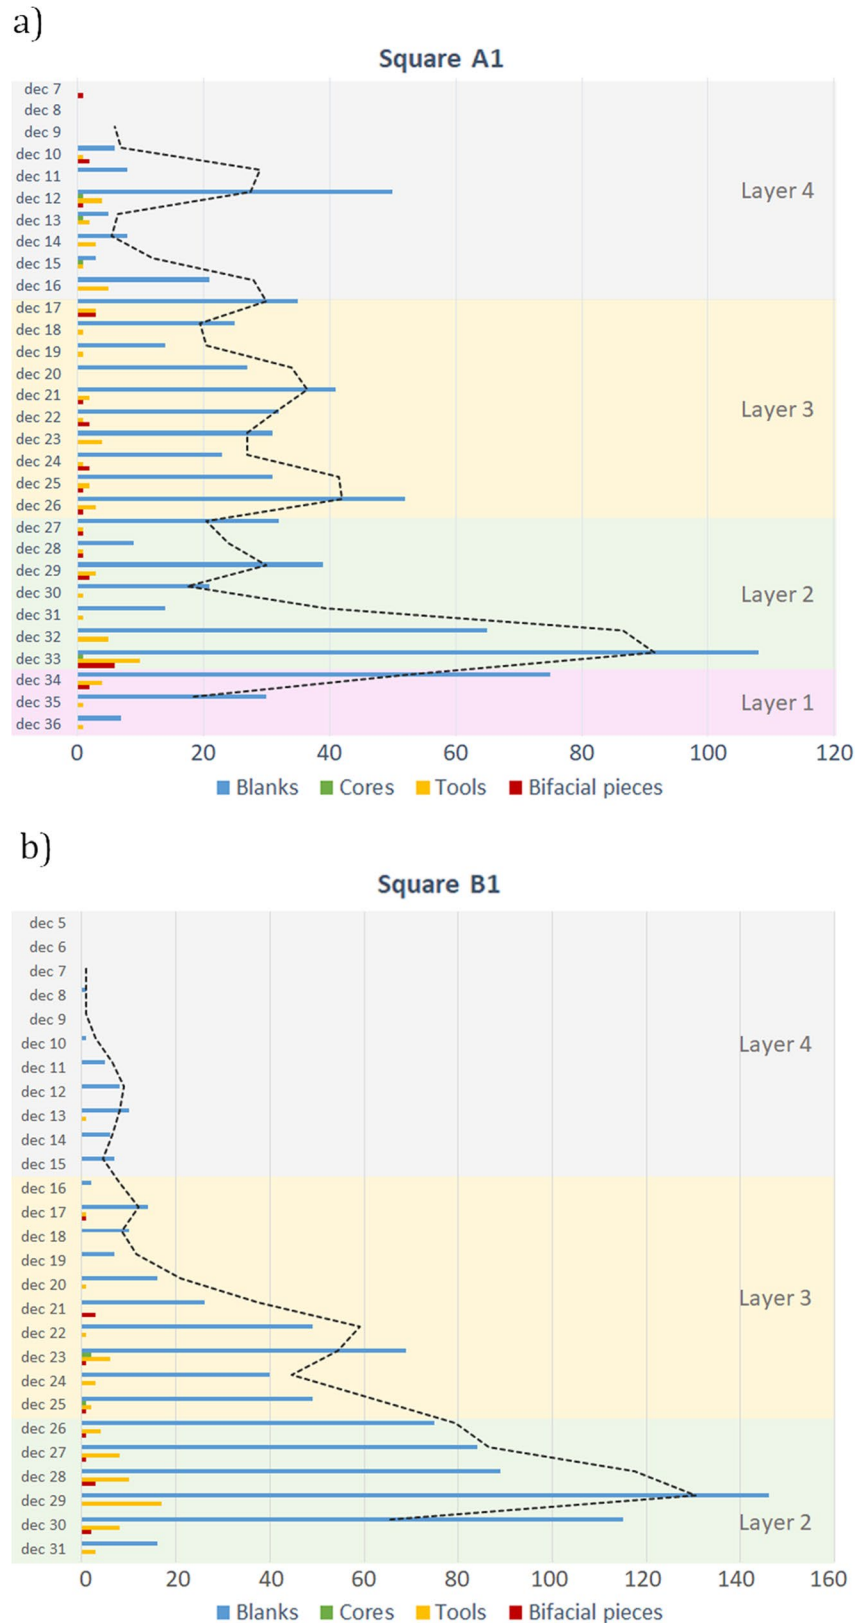 a)
Square A1
dec 7
dec 8
dec 9
dec 10
dec 11
dec 12
dec 13
dec 14
dec 15
dec 16
Layer 4
dec 17
dec 18
dec 19
dec 20
dec 21
dec 22
dec 23
dec 24
dec 25
dec 26
Layer 3
dec 27
dec 28
dec 29
dec 30
dec 31
dec 32
dec 33
Layer 2
dec 34
dec 35
dec 36
Layer 1
0 20 40 60 80 100 120
Blanks Cores Tools Bifacial pieces
b)
Square B1
dec 5
dec 6
dec 7
dec 8
dec 9
dec 10
dec 11
dec 12
dec 13
dec 14
dec 15
Layer 4
dec 16
dec 17
dec 18
dec 19
dec 20
dec 21
dec 22
dec 23
dec 24
dec 25
Layer 3
dec 26
dec 27
dec 28
dec 29
dec 30
dec 31
Layer 2
0 20 40 60 80 100 120 140 160
Blanks Cores Tools Bifacial pieces